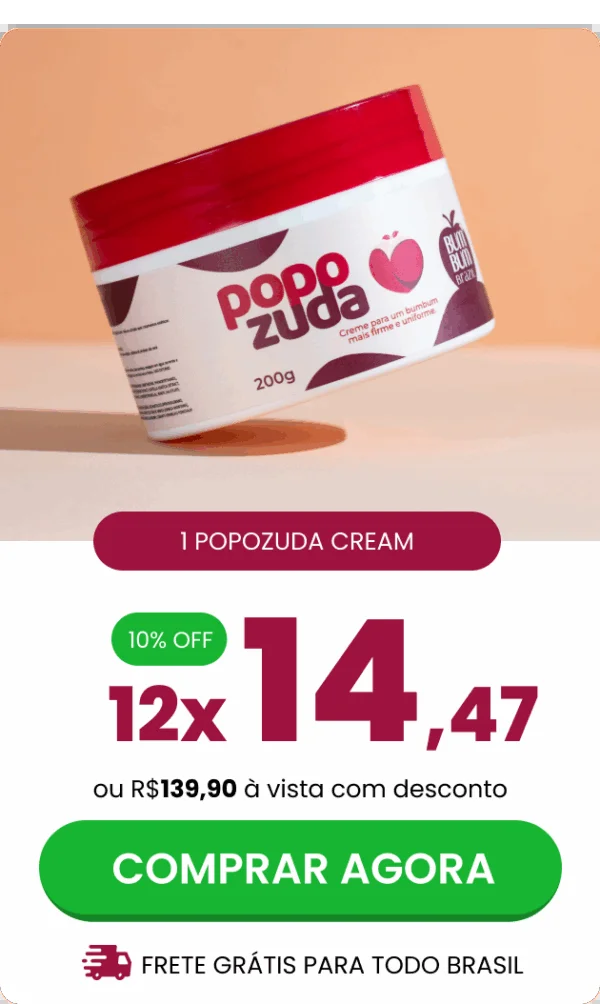 popo
zuda
Creme para um bumbum
mais firme e uniforme
200g
BUM
BUM
Brazil
1 POPOZUDA CREAM
10% OFF
12x 14,47
ou R$139,90 à vista com desconto
COMPRAR AGORA
FRETE GRÁTIS PARA TODO BRASIL